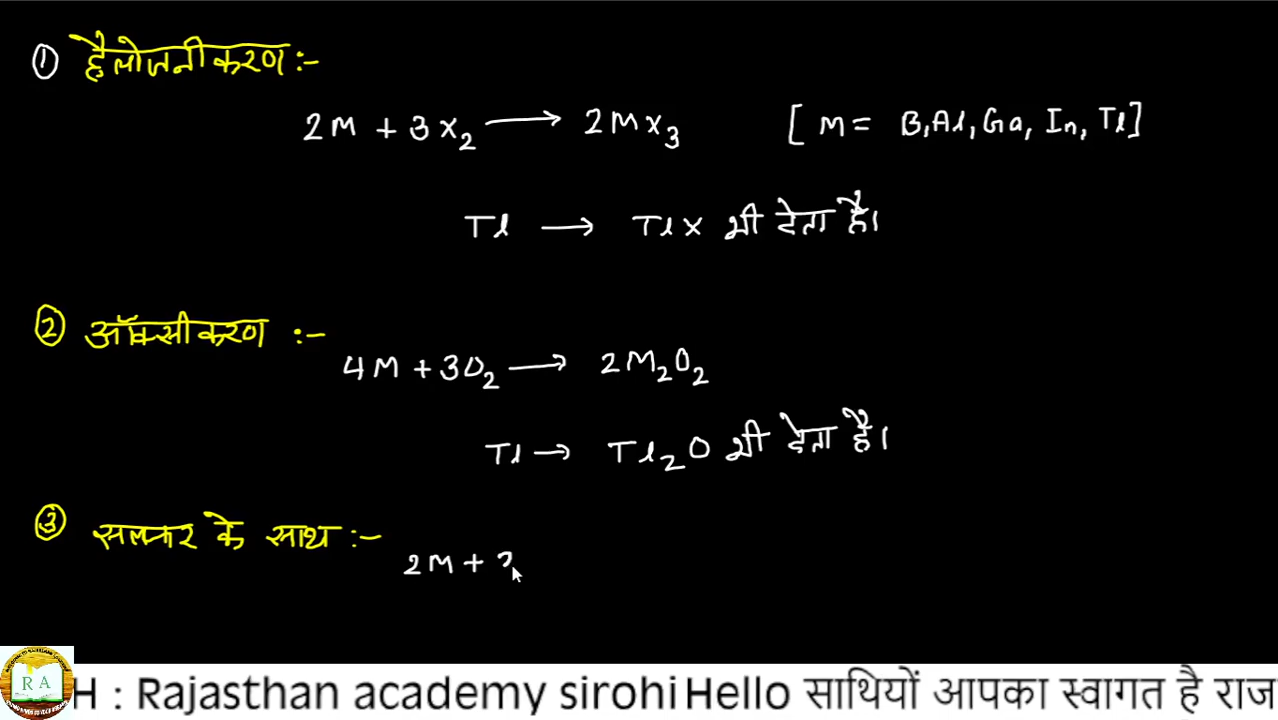 ① हैलोजनीकरण :-
2M + 3X₂ ⟶ 2MX₃ [ M = B, Al, Ga, In, Tl ]
Tl ⟶ TlX भी देता है।
② ऑक्सीकरण :-
4M + 3O₂ ⟶ 2M₂O₂
Tl ⟶ Tl₂O भी देता है।
③ सल्फर के साथ :-
2M + 3
RA
H : Rajasthan academy sirohi Hello साथियों आपका स्वागत है राज